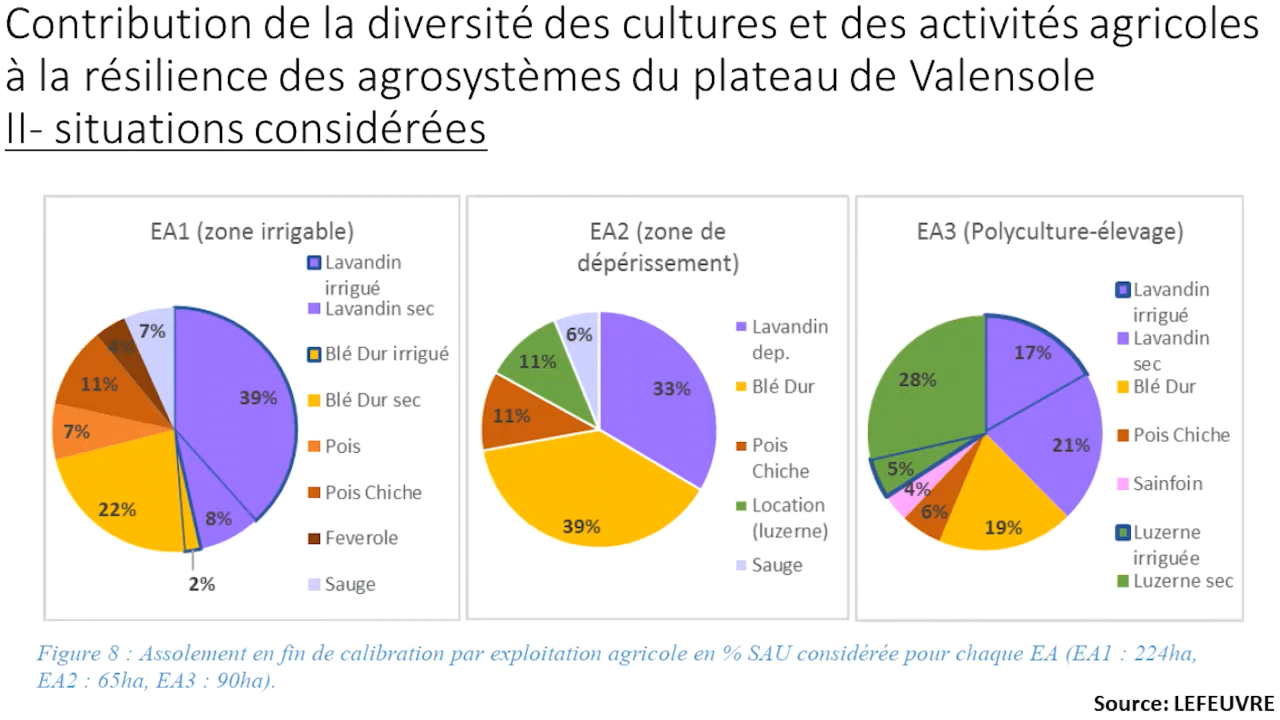 Contribution de la diversité des cultures et des activités agricoles
à la résilience des agrosystèmes du plateau de Valensole
II- situations considérées
EA1 (zone irrigable)
Lavandin
irrigué
Lavandin sec
Blé Dur irrigué
Blé Dur sec
Pois
Pois Chiche
Feverole
Sauge
39%
8%
2%
22%
7%
11%
4%
7%
EA2 (zone de
dépérissement)
Lavandin
dep.
Blé Dur
Pois
Chiche
Location
(luzerne)
Sauge
33%
39%
11%
11%
6%
EA3 (Polyculture-élevage)
Lavandin
irrigué
Lavandin
sec
Blé Dur
Pois Chiche
Sainfoin
Luzerne
irriguée
Luzerne sec
17%
21%
19%
6%
4%
5%
28%
Figure 8 : Assolement en fin de calibration par exploitation agricole en % SAU considérée pour chaque EA (EA1 : 224ha,
EA2 : 65ha, EA3 : 90ha).
Source: LEFEUVRE